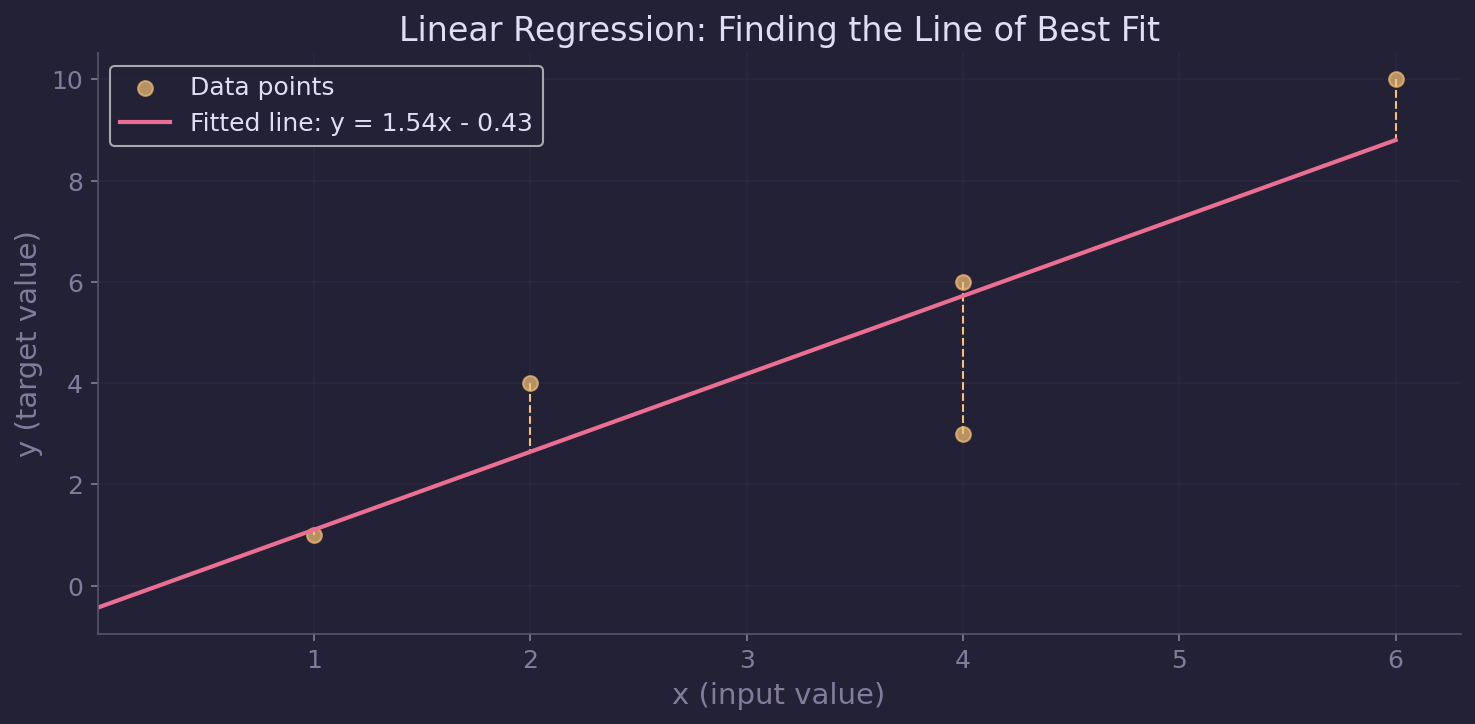 Linear Regression: Finding the Line of Best Fit
Data points
Fitted line: y = 1.54x - 0.43
10
8
6
4
2
0
y (target value)
1 2 3 4 5 6
x (input value)